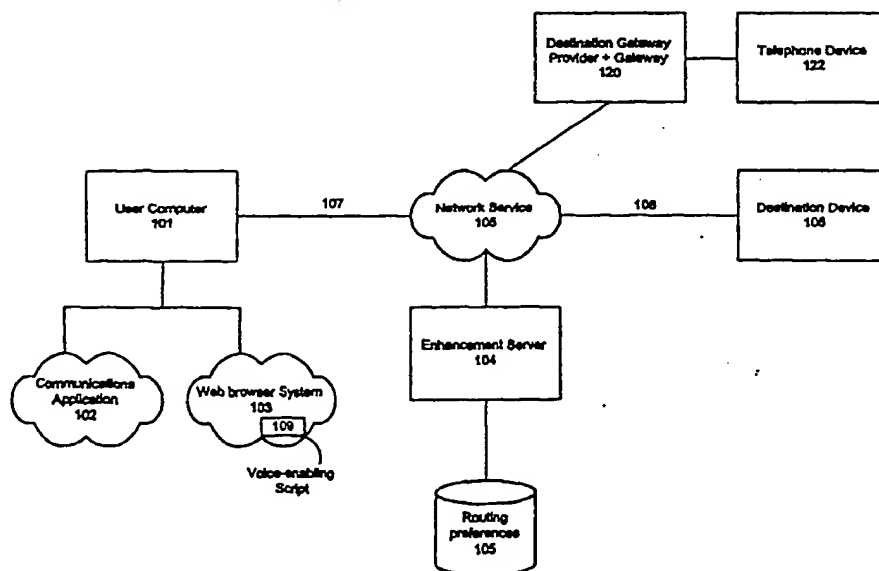 Destination Gateway
Provider + Gateway
120
Telephone Device
122
User Computer
101
107
Network Service
106
108
Destination Device
106
Enhancement Server
104
Communications
Application
102
Web browser System
103
109
Voice-enabling
Script
Routing
preferences
105